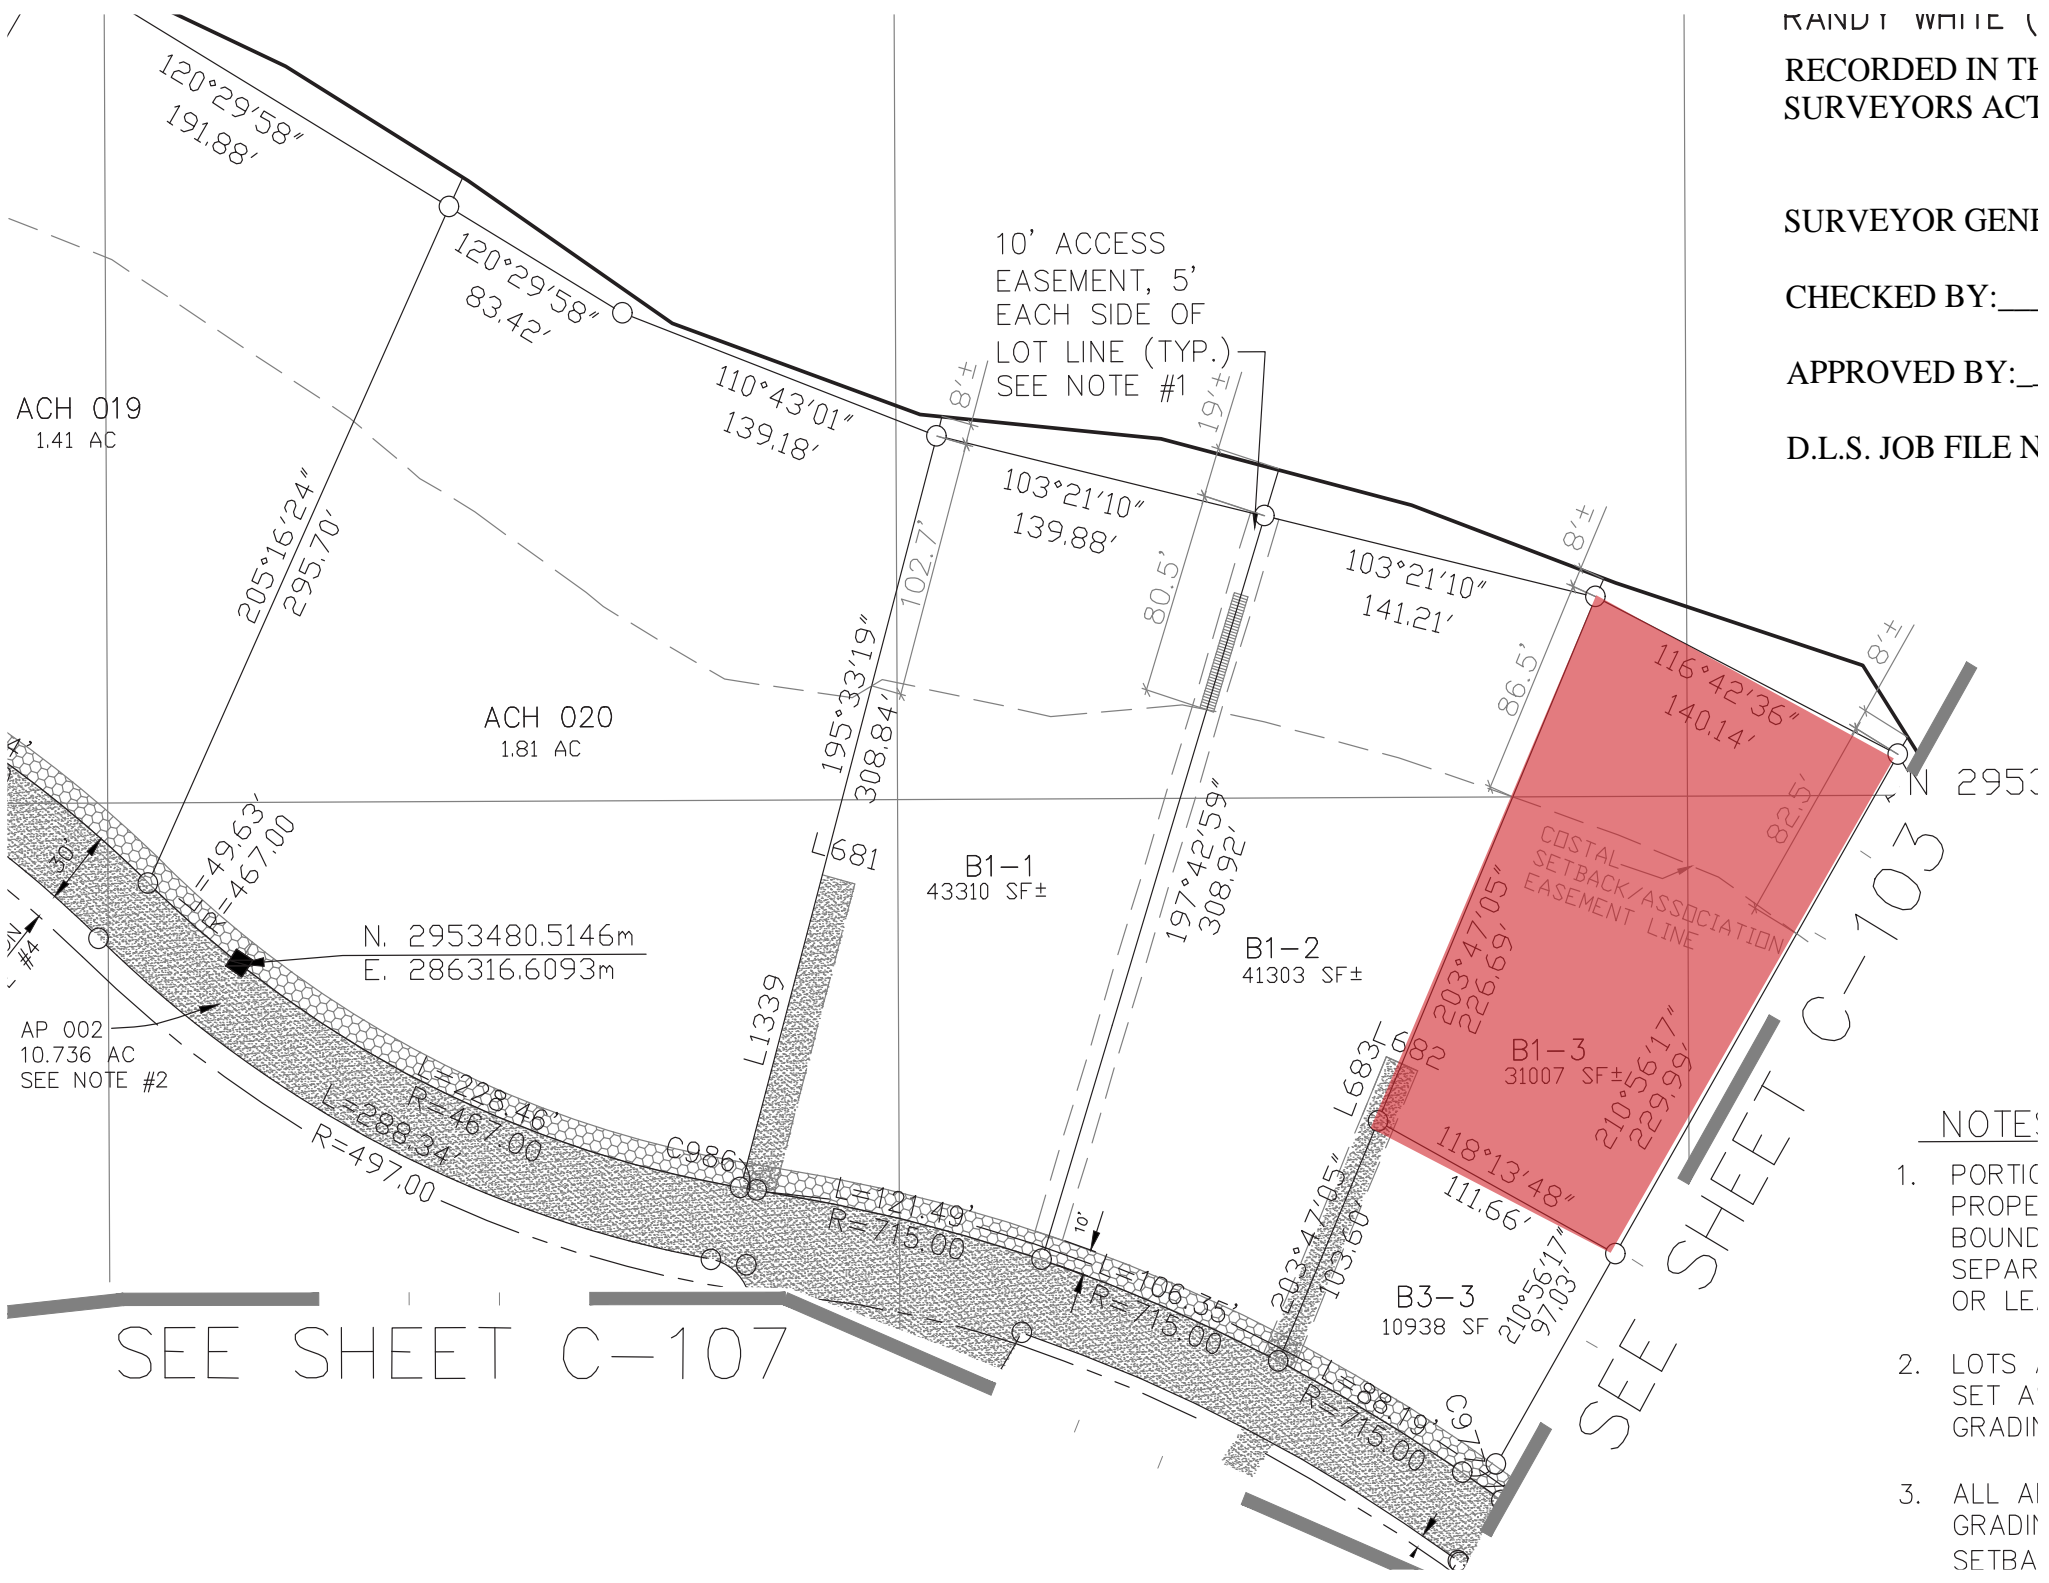 RANDY WHITE (
RECORDED IN TH
SURVEYORS ACT
SURVEYOR GENE
CHECKED BY:
APPROVED BY:
D.L.S. JOB FILE N
120°29'58"
191.88'
120°29'58"
83.42'
10' ACCESS
EASEMENT, 5'
EACH SIDE OF
LOT LINE (TYP.)
SEE NOTE #1
110°43'01"
139.18'
8'±
19'±
8'±
8'±
ACH 019
1.41 AC
205°16'24"
295.70'
103°21'10"
139.88'
102.7'
80.5'
103°21'10"
141.21'
86.5'
116°42'36"
140.14'
82.5'
N 2953
ACH 020
1.81 AC
195°33'19"
308.84'
L681
B1-1
43310 SF±
197°42'59"
308.92'
B1-2
41303 SF±
COSTAL
SETBACK/ASSOCIATION
EASEMENT LINE
203°47'05"
226.69'
B1-3
31007 SF±
210°56'17"
229.99'
SEE SHEET C-103
30'
L=49.63'
R=467.00
N. 2953480.5146m
E. 286316.6093m
L1339
AP 002
10.736 AC
SEE NOTE #2
#4
L=228.46'
R=467.00
L=288.34'
R=497.00
C986
L=121.49'
R=715.00
10'
L=106.35'
R=715.00
L683
L682
118°13'48"
111.66'
203°47'05"
103.60'
B3-3
10938 SF
210°56'17"
97.03'
L=88.19'
R=715.00
C97
SEE SHEET C-107
NOTES
1. PORTIO
PROPE
BOUND
SEPAR
OR LE
2. LOTS
SET A
GRADIN
3. ALL A
GRADIN
SETBA